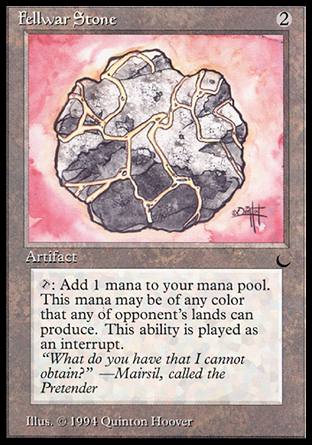 Fellwar Stone 2
Artifact
: Add 1 mana to your mana pool.
This mana may be of any color
that any of opponent's lands can
produce. This ability is played as
an interrupt.
“What do you have that I cannot
obtain?” —Mairsil, called the
Pretender
Illus. © 1994 Quinton Hoover